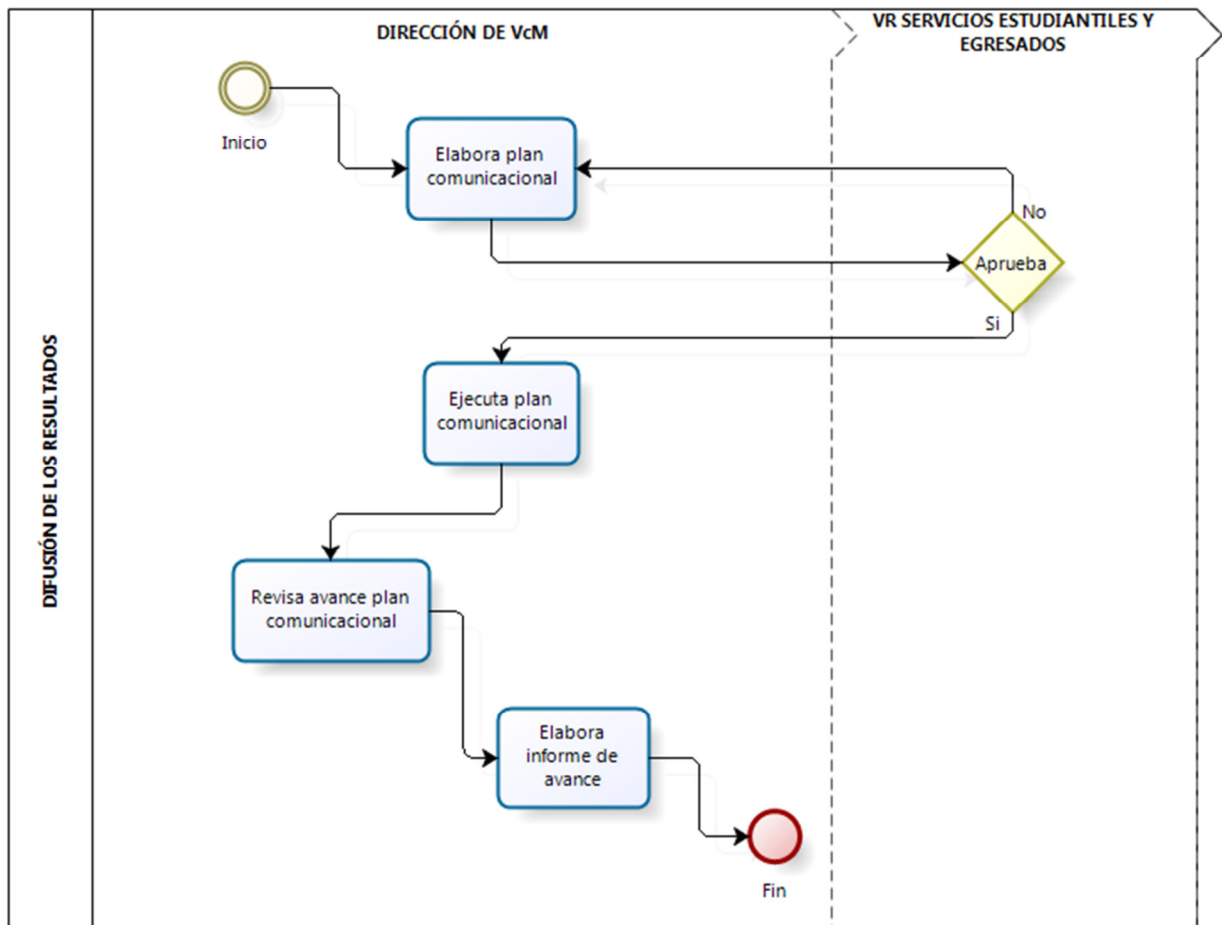 DIRECCIÓN DE VcM
VR SERVICIOS ESTUDIANTILES Y
EGRESADOS
DIFUSIÓN DE LOS RESULTADOS
Inicio
Elabora plan
comunicacional
No
Aprueba
Si
Ejecuta plan
comunicacional
Revisa avance plan
comunicacional
Elabora
informe de
avance
Fin